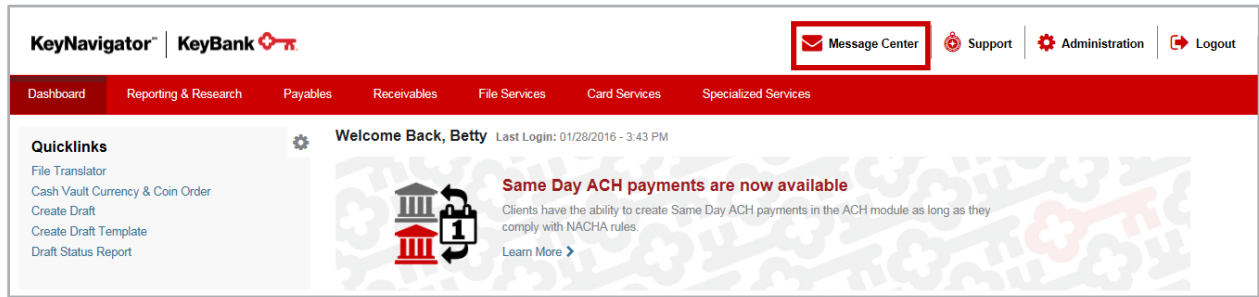 KeyNavigator™ | KeyBank
Message Center
Support
Administration
Logout
Dashboard
Reporting & Research
Payables
Receivables
File Services
Card Services
Specialized Services
Quicklinks
File Translator
Cash Vault Currency & Coin Order
Create Draft
Create Draft Template
Draft Status Report
Welcome Back, Betty Last Login: 01/28/2016 - 3:43 PM
1
Same Day ACH payments are now available
Clients have the ability to create Same Day ACH payments in the ACH module as long as they
comply with NACHA rules.
Learn More >